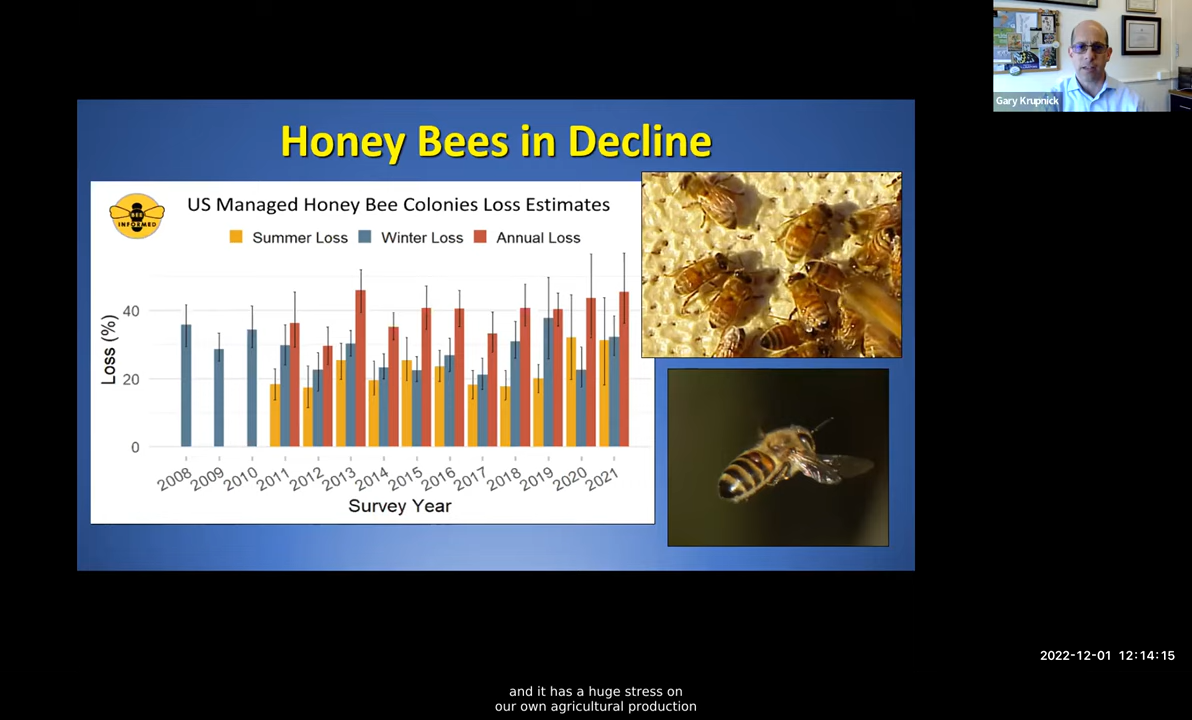 Gary Krupnick
Honey Bees in Decline
BEE
INFORMED
US Managed Honey Bee Colonies Loss Estimates
Summer Loss Winter Loss Annual Loss
Loss (%)
40
20
0
2008 2009 2010 2011 2012 2013 2014 2015 2016 2017 2018 2019 2020 2021
Survey Year
2022-12-01 12:14:15
and it has a huge stress on
our own agricultural production